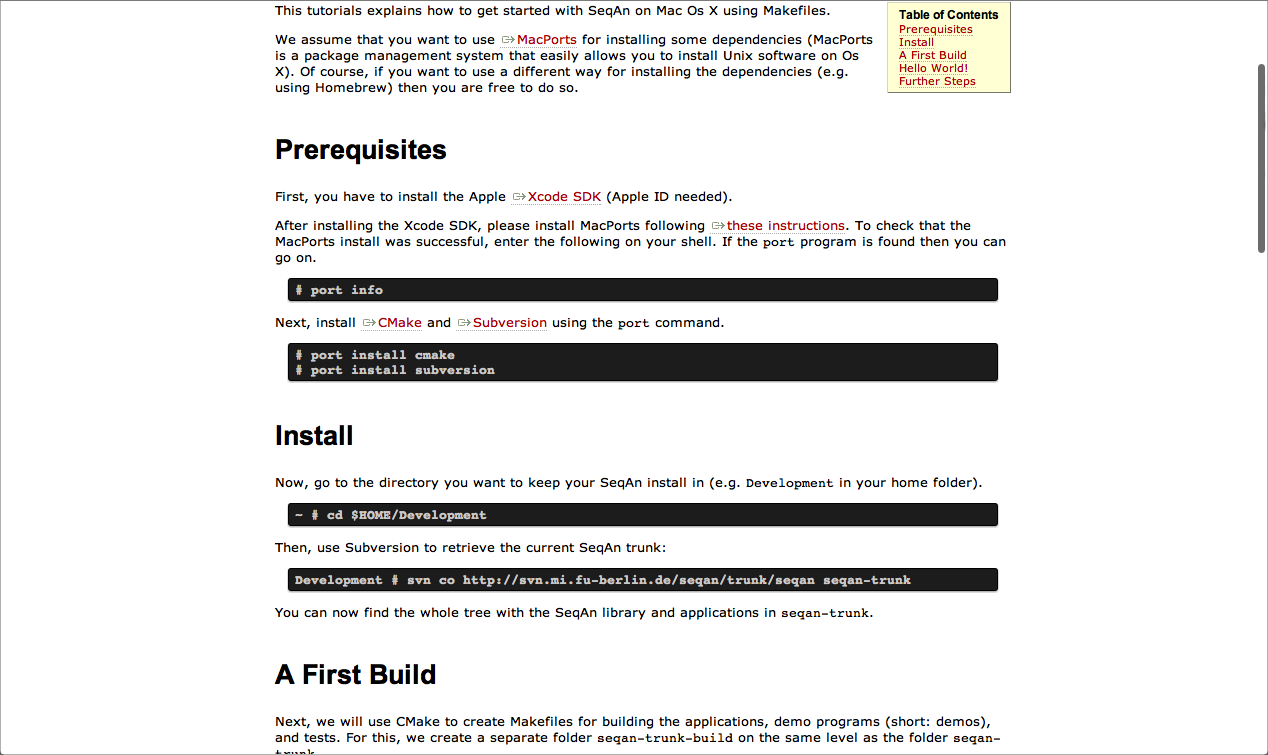 This tutorials explains how to get started with SeqAn on Mac Os X using Makefiles.
We assume that you want to use MacPorts for installing some dependencies (MacPorts
is a package management system that easily allows you to install Unix software on Os
X). Of course, if you want to use a different way for installing the dependencies (e.g.
using Homebrew) then you are free to do so.
Table of Contents
Prerequisites
Install
A First Build
Hello World!
Further Steps
Prerequisites
First, you have to install the Apple Xcode SDK (Apple ID needed).
After installing the Xcode SDK, please install MacPorts following these instructions. To check that the
MacPorts install was successful, enter the following on your shell. If the port program is found then you can
go on.
# port info
Next, install CMake and Subversion using the port command.
# port install cmake
# port install subversion
Install
Now, go to the directory you want to keep your SeqAn install in (e.g. Development in your home folder).
~ # cd $HOME/Development
Then, use Subversion to retrieve the current SeqAn trunk:
Development # svn co http://svn.mi.fu-berlin.de/seqan/trunk/seqan seqan-trunk
You can now find the whole tree with the SeqAn library and applications in seqan-trunk.
A First Build
Next, we will use CMake to create Makefiles for building the applications, demo programs (short: demos),
and tests. For this, we create a separate folder seqan-trunk-build on the same level as the folder seqan-
trunk.